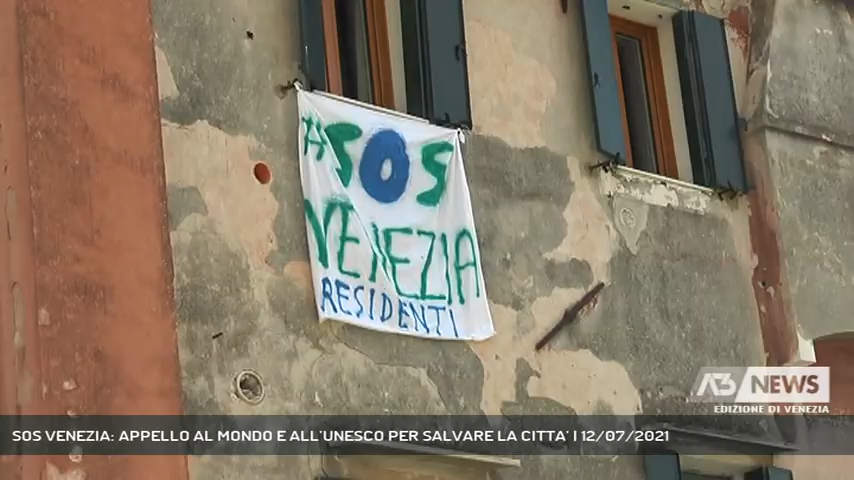 #SOS
VENEZIA
RESIDENTI
A3 NEWS
EDIZIONE DI VENEZIA
SOS VENEZIA: APPELLO AL MONDO E ALL'UNESCO PER SALVARE LA CITTA' | 12/07/2021